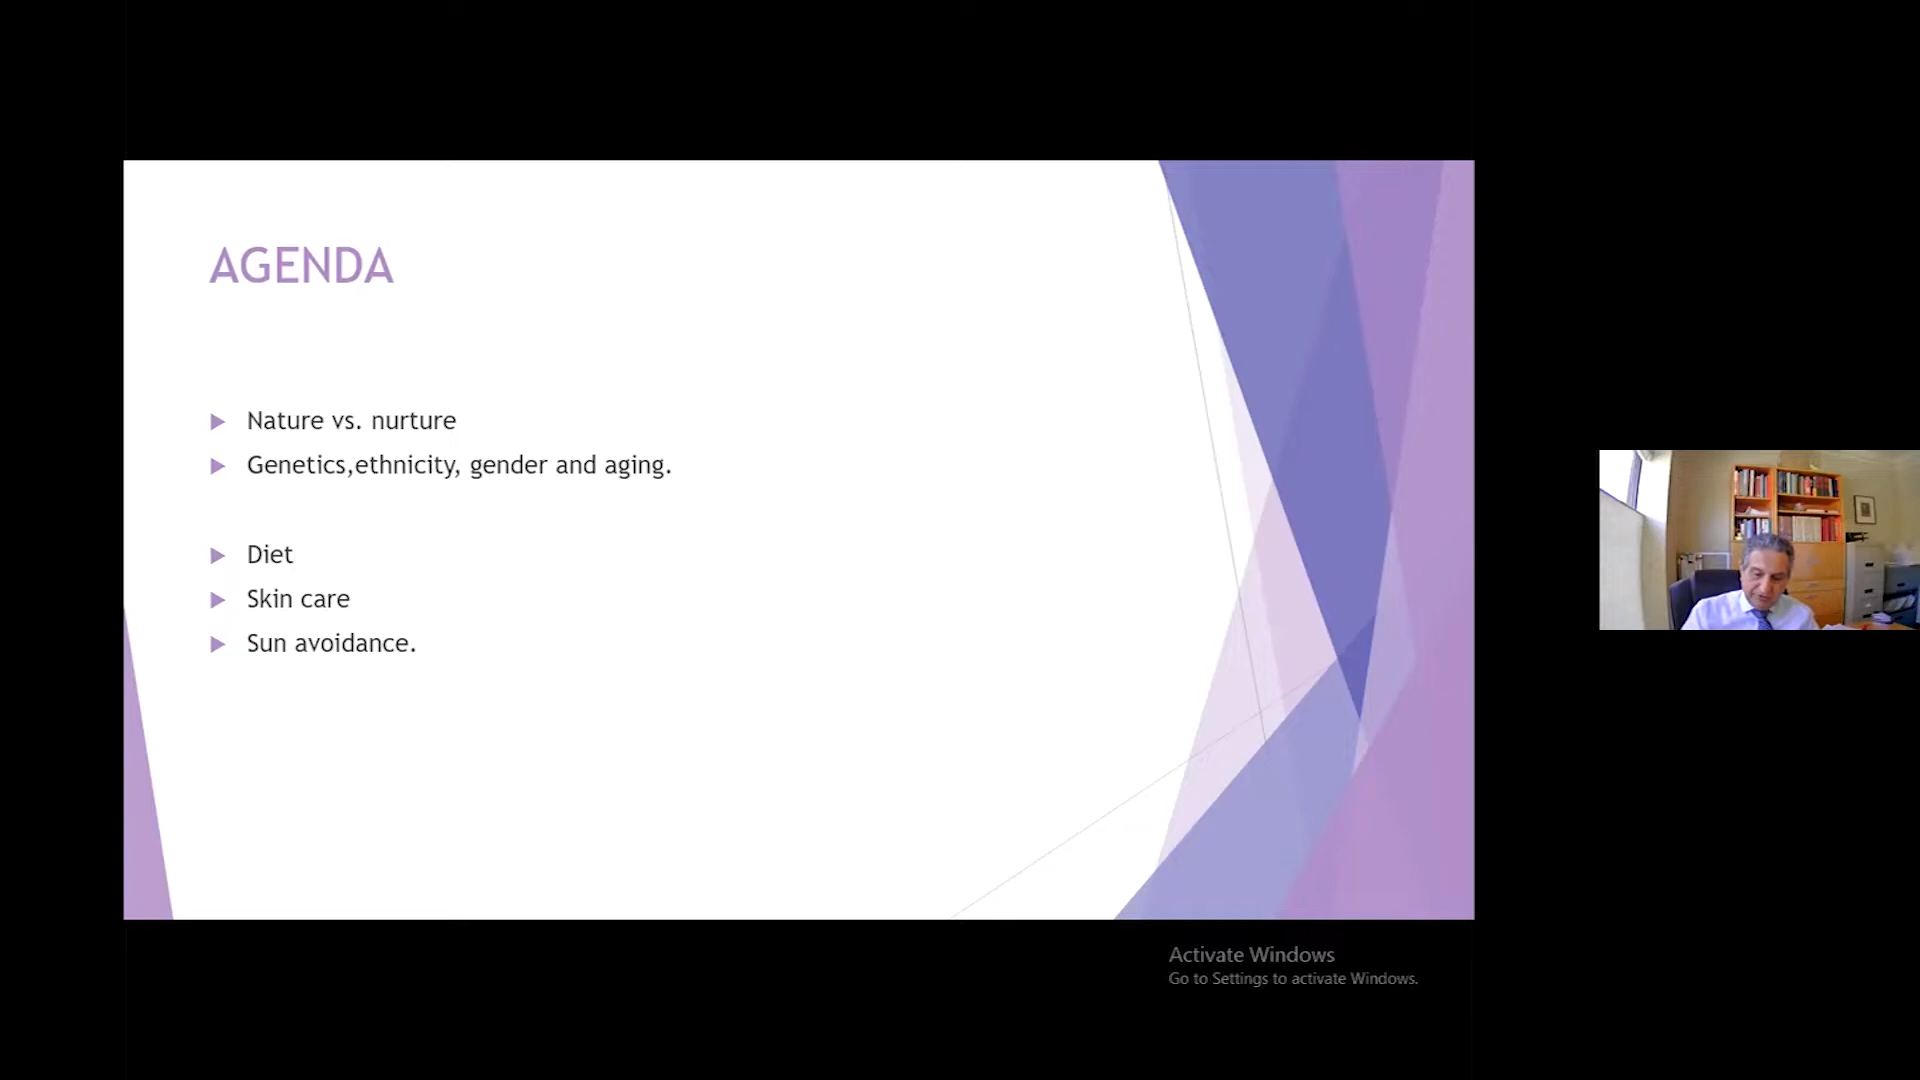 AGENDA
Nature vs. nurture
Genetics,ethnicity, gender and aging.
Diet
Skin care
Sun avoidance.
Activate Windows
Go to Settings to activate Windows.